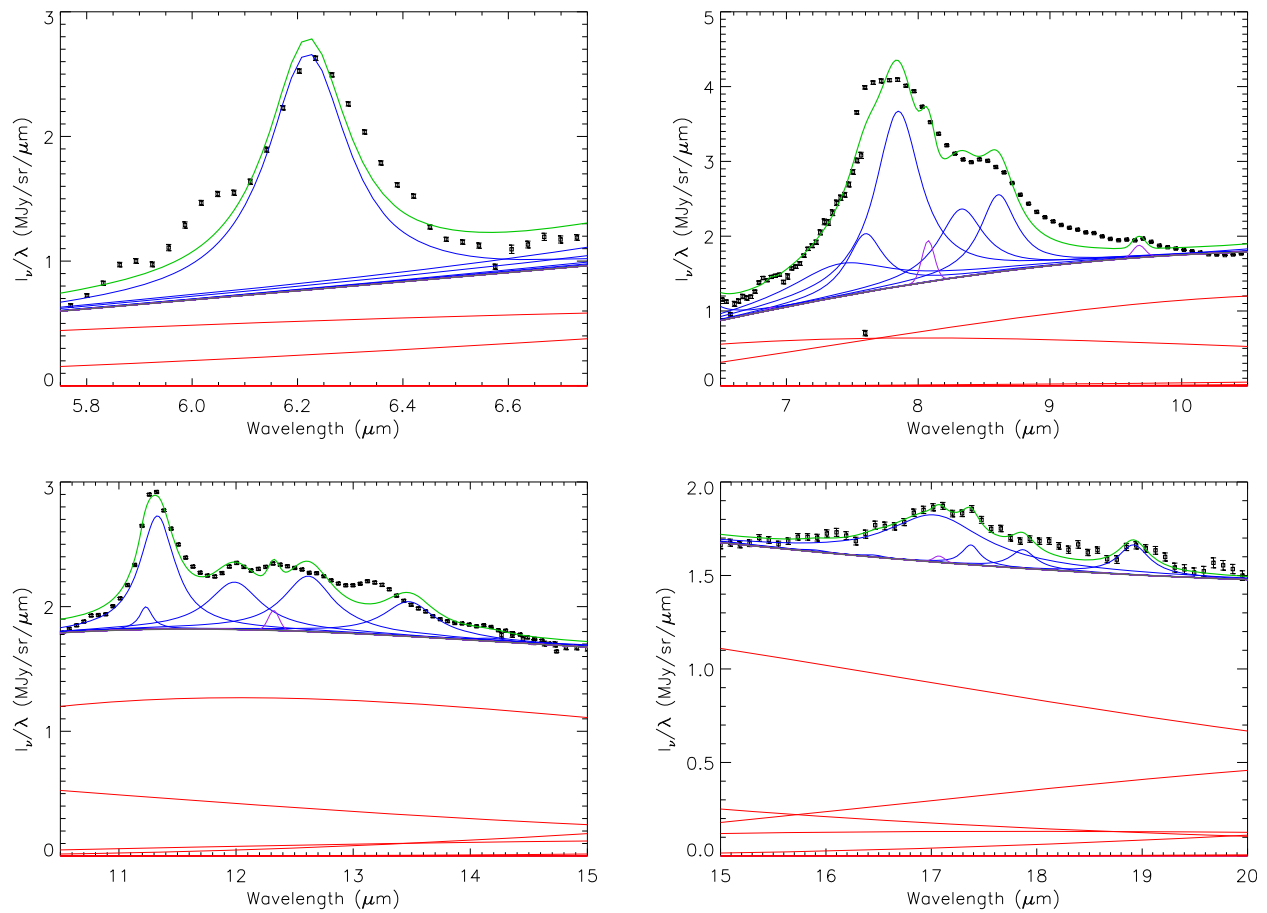 3
2
1
0
I_ν/λ (MJy/sr/μm)
5.8 6.0 6.2 6.4 6.6
Wavelength (μm)
5
4
3
2
1
0
I_ν/λ (MJy/sr/μm)
7 8 9 10
Wavelength (μm)
3
2
1
0
I_ν/λ (MJy/sr/μm)
11 12 13 14 15
Wavelength (μm)
2.0
1.5
1.0
0.5
0.0
I_ν/λ (MJy/sr/μm)
15 16 17 18 19 20
Wavelength (μm)